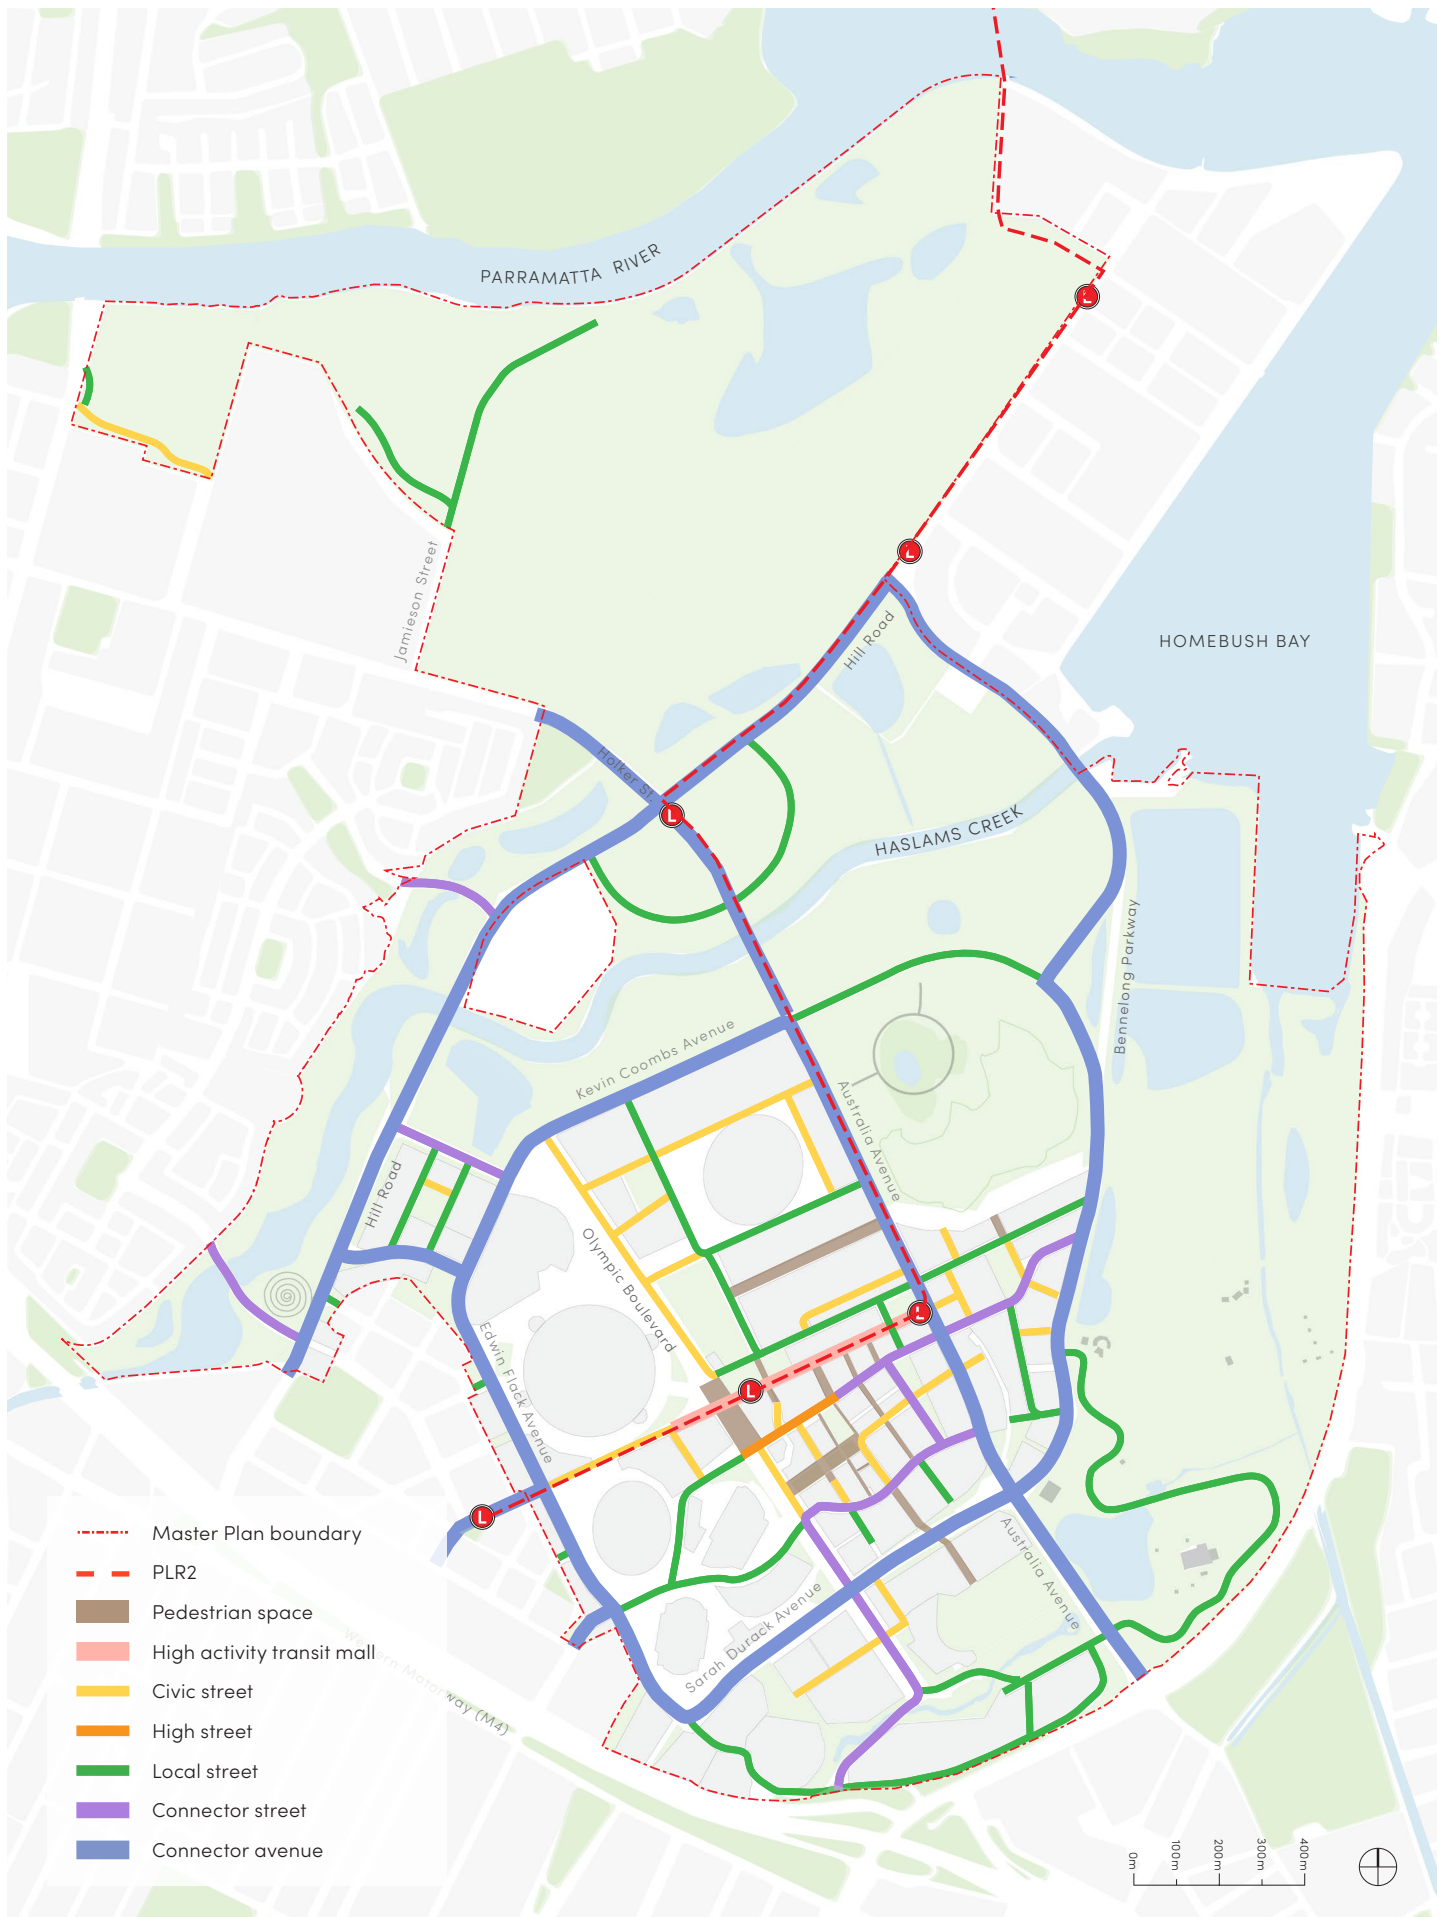 PARRAMATTA RIVER
L
L
Jamieson Street
Hill Road
HOMEBUSH BAY
Holker St.
L
HASLAMS CREEK
Bennelong Parkway
Kevin Coombs Avenue
Australia Avenue
Hill Road
Olympic Boulevard
L
Edwin Flack Avenue
L
L
Australia Avenue
Sarah Durack Avenue
Western Motorway (M4)
Master Plan boundary
PLR2
Pedestrian space
High activity transit mall
Civic street
High street
Local street
Connector street
Connector avenue
0m
100m
200m
300m
400m